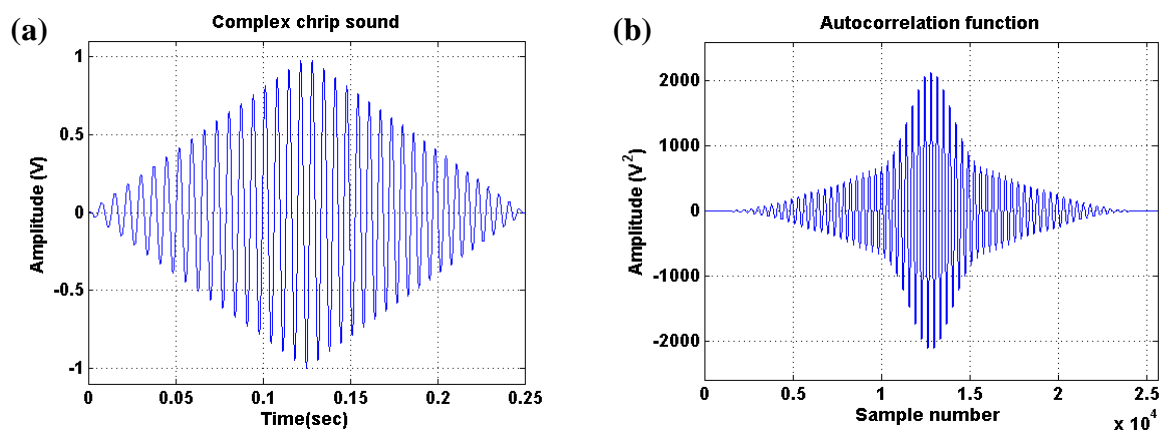 (a)
Complex chrip sound
Amplitude (V)
1
0.5
0
-0.5
-1
0 0.05 0.1 0.15 0.2 0.25
Time(sec)
(b)
Autocorrelation function
Amplitude (V²)
2000
1000
0
-1000
-2000
0 0.5 1 1.5 2 2.5
Sample number
x 10⁴